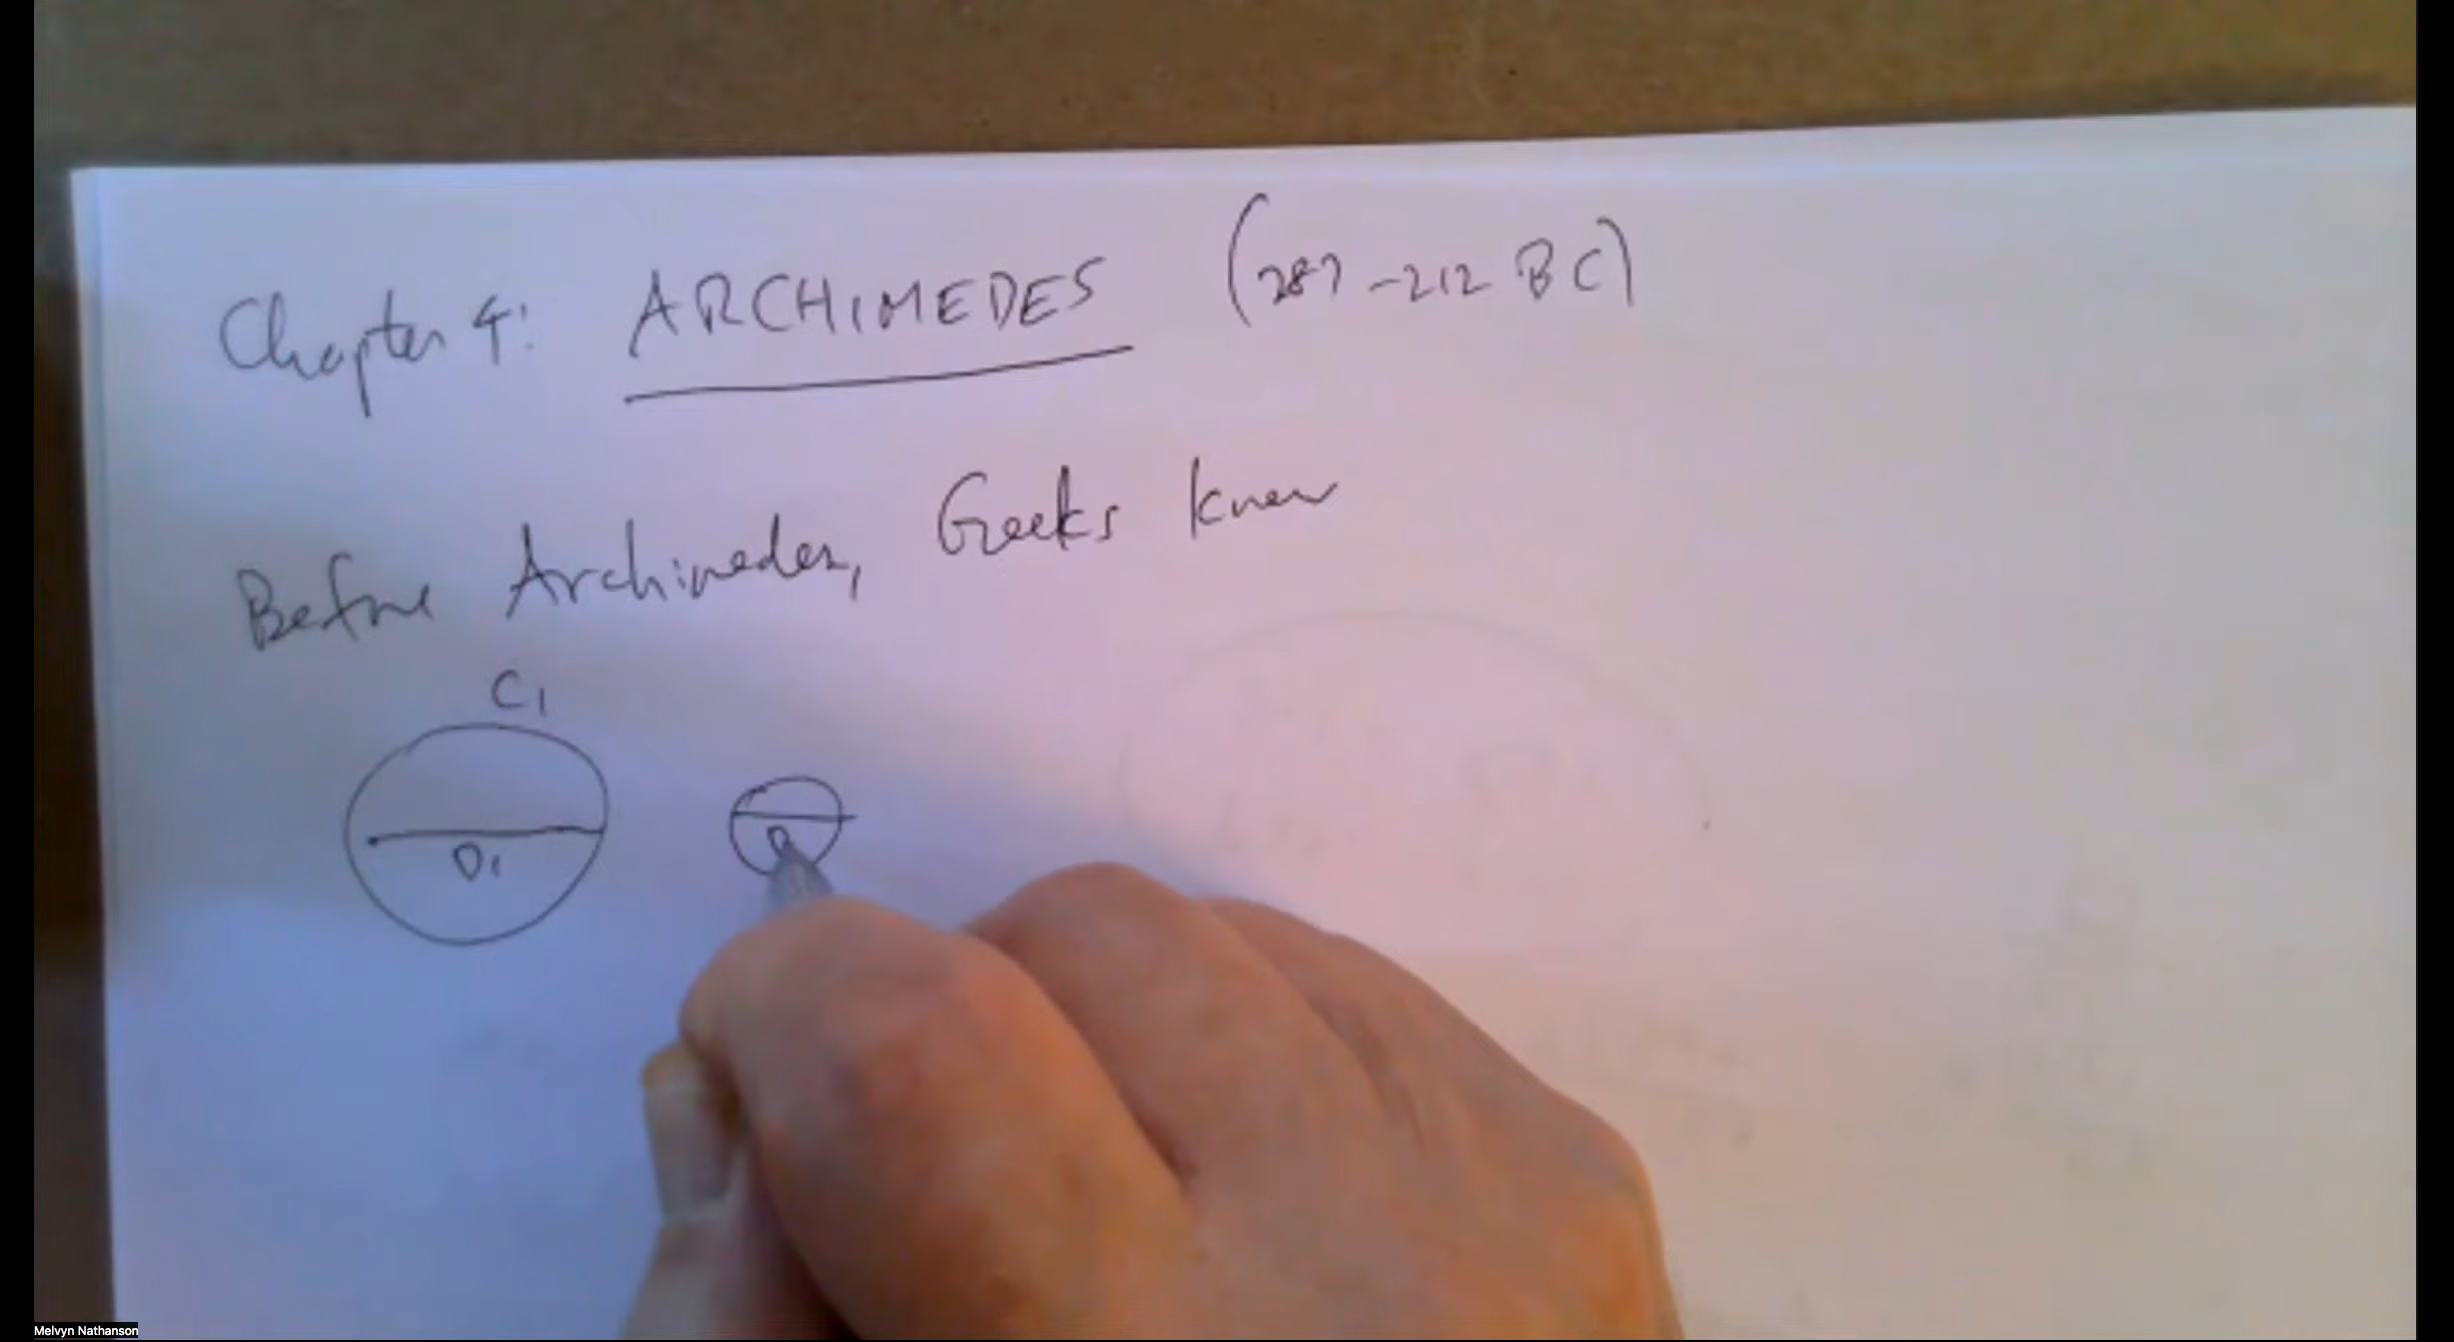 Chapter 4: ARCHIMEDES (287-212 BC)
Before Archimedes, Greeks knew
C1
D1
D
Melvyn Nathanson